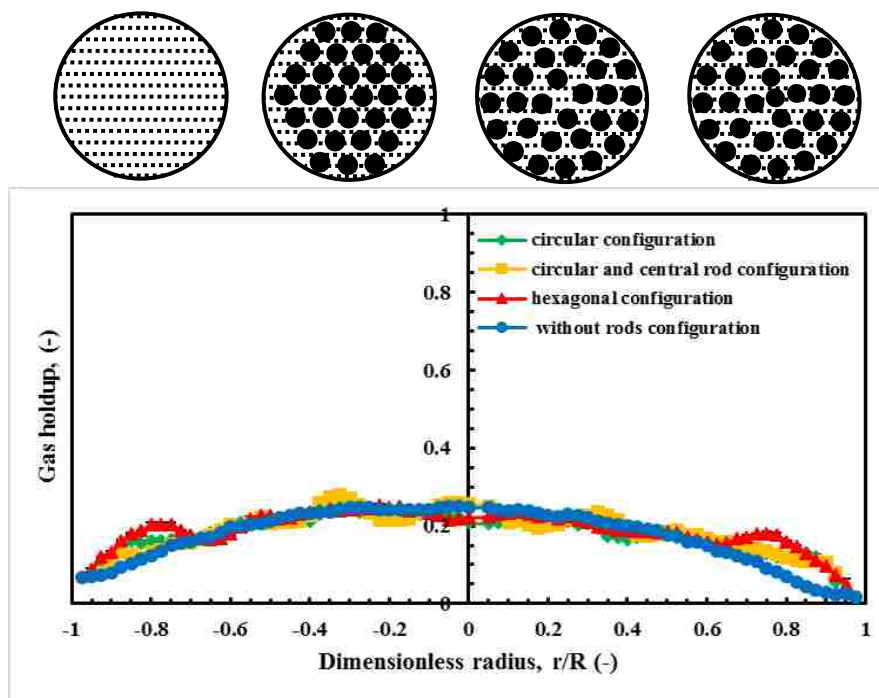 1
circular configuration
circular and central rod configuration
0.8
hexagonal configuration
without rods configuration
0.6
Gas holdup, (-)
0.4
0.2
0
-1 -0.8 -0.6 -0.4 -0.2 0 0.2 0.4 0.6 0.8 1
Dimensionless radius, r/R (-)